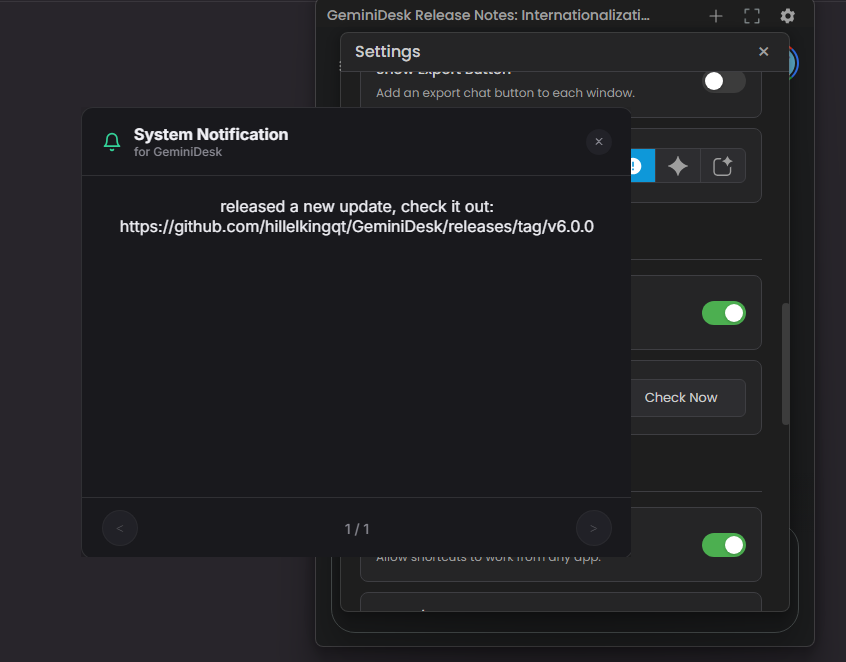 GeminiDesk Release Notes: Internationalizati...
Settings
Show Export Button
Add an export chat button to each window.
System Notification
for GeminiDesk
released a new update, check it out:
https://github.com/hillelkingqt/GeminiDesk/releases/tag/v6.0.0
Check Now
1 / 1
Allow shortcuts to work from any app.